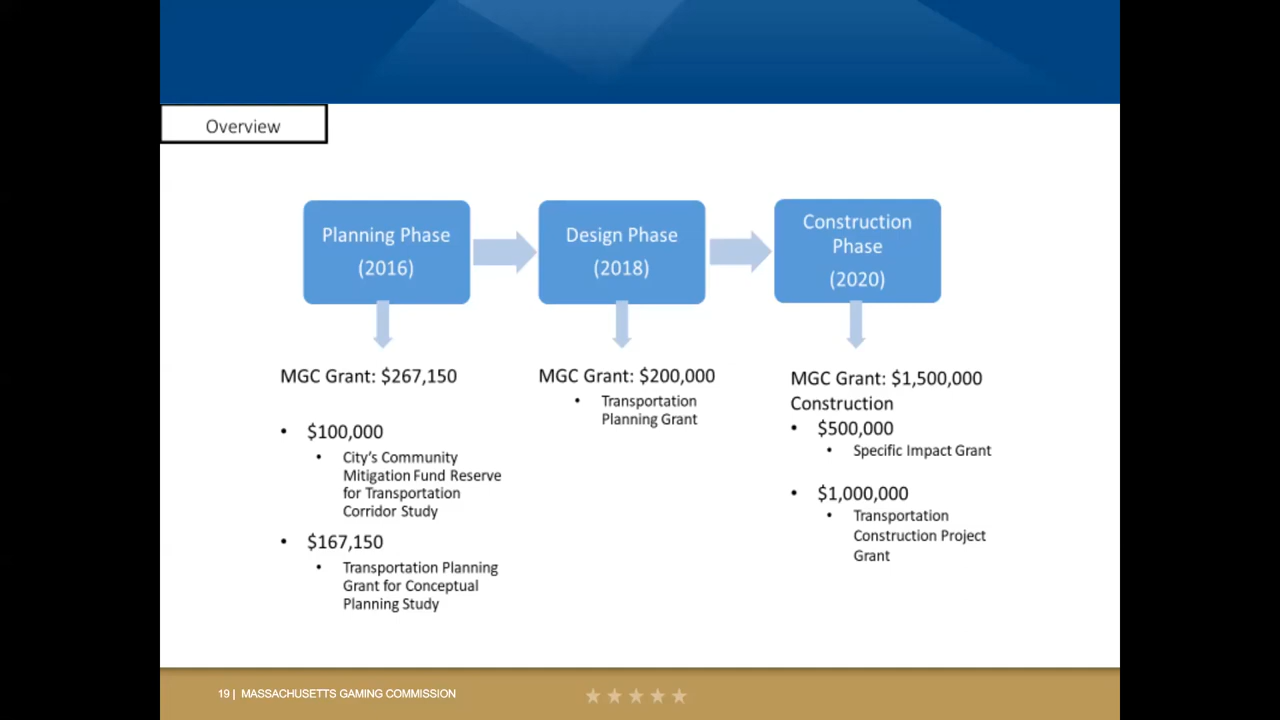 Overview
Planning Phase
(2016)
Design Phase
(2018)
Construction
Phase
(2020)
MGC Grant: $267,150
• $100,000
• City’s Community
Mitigation Fund Reserve
for Transportation
Corridor Study
• $167,150
• Transportation Planning
Grant for Conceptual
Planning Study
MGC Grant: $200,000
• Transportation
Planning Grant
MGC Grant: $1,500,000
Construction
• $500,000
• Specific Impact Grant
• $1,000,000
• Transportation
Construction Project
Grant
19 | MASSACHUSETTS GAMING COMMISSION